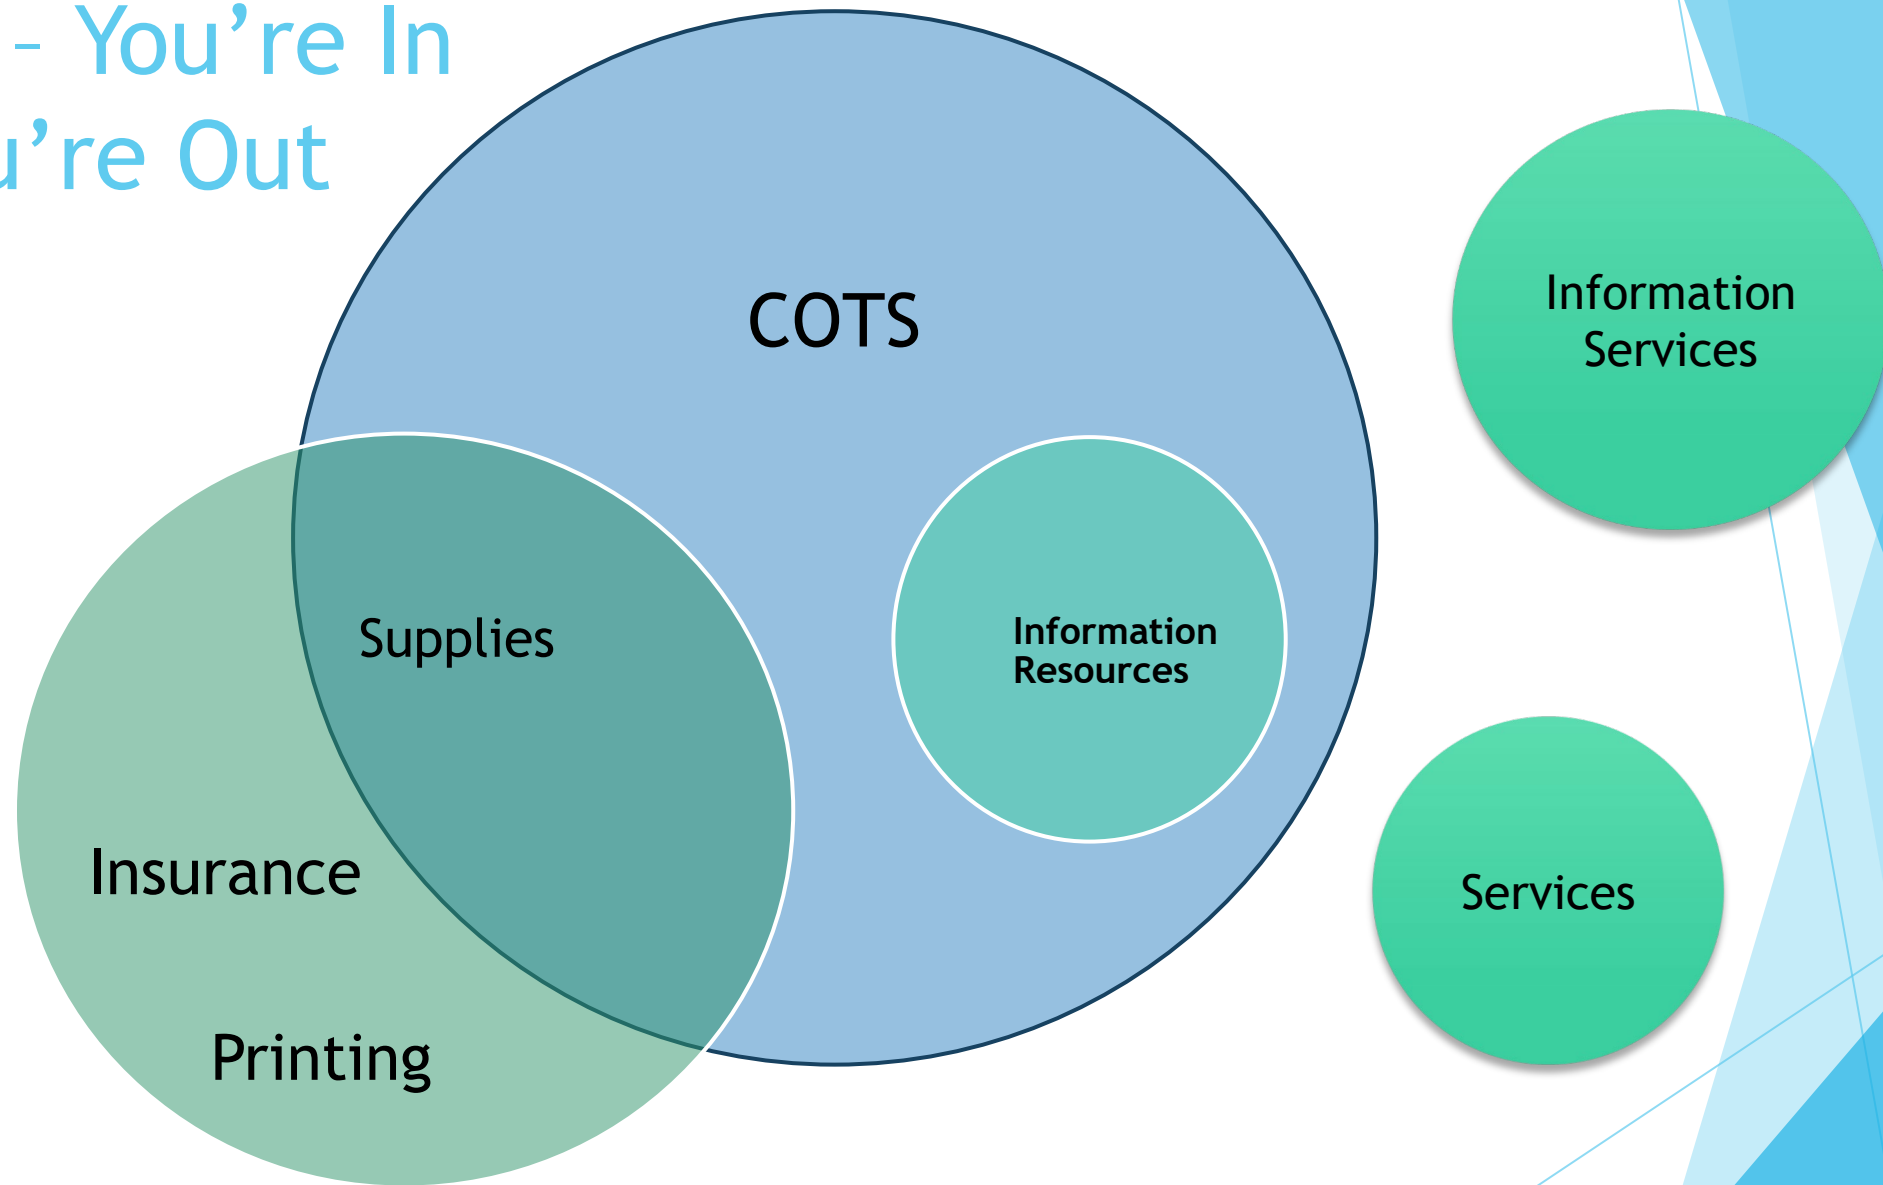 – You’re In
u’re Out
COTS
Information
Services
Supplies
Information
Resources
Insurance
Services
Printing